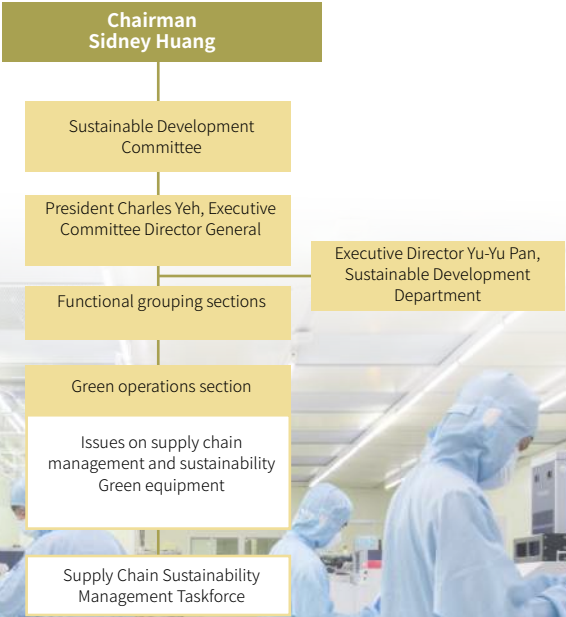 Chairman
Sidney Huang
Sustainable Development
Committee
President Charles Yeh, Executive
Committee Director General
Executive Director Yu-Yu Pan,
Sustainable Development
Department
Functional grouping sections
Green operations section
Issues on supply chain
management and sustainability
Green equipment
Supply Chain Sustainability
Management Taskforce